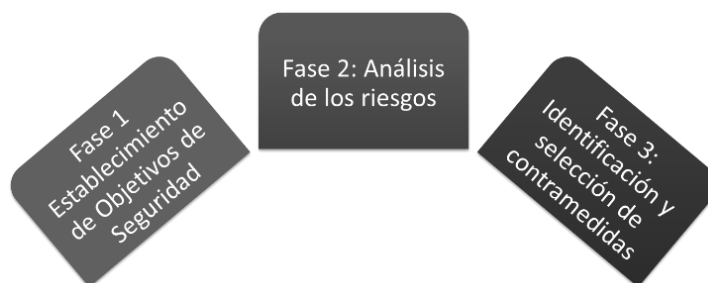 Fase 1
Establecimiento
de Objetivos de
Seguridad
Fase 2: Análisis
de los riesgos
Fase 3:
Identificación y
selección de
contramedidas